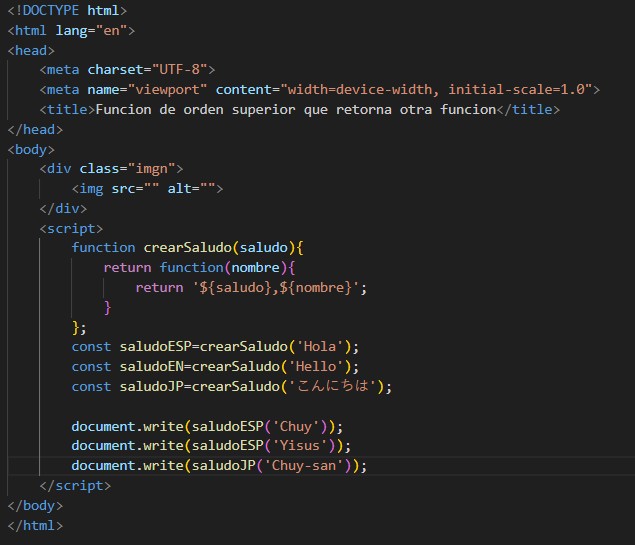 <!DOCTYPE html>
<html lang="en">
<head>
    <meta charset="UTF-8">
    <meta name="viewport" content="width=device-width, initial-scale=1.0">
    <title>Funcion de orden superior que retorna otra funcion</title>
</head>
<body>
    <div class="imgn">
        <img src="" alt="">
    </div>
    <script>
        function crearSaludo(saludo){
            return function(nombre){
                return '${saludo},${nombre}';
            }
        };
        const saludoESP=crearSaludo('Hola');
        const saludoEN=crearSaludo('Hello');
        const saludoJP=crearSaludo('こんにちは');

        document.write(saludoESP('Chuy'));
        document.write(saludoESP('Yisus'));
        document.write(saludoJP('Chuy-san'));
    </script>
</body>
</html>